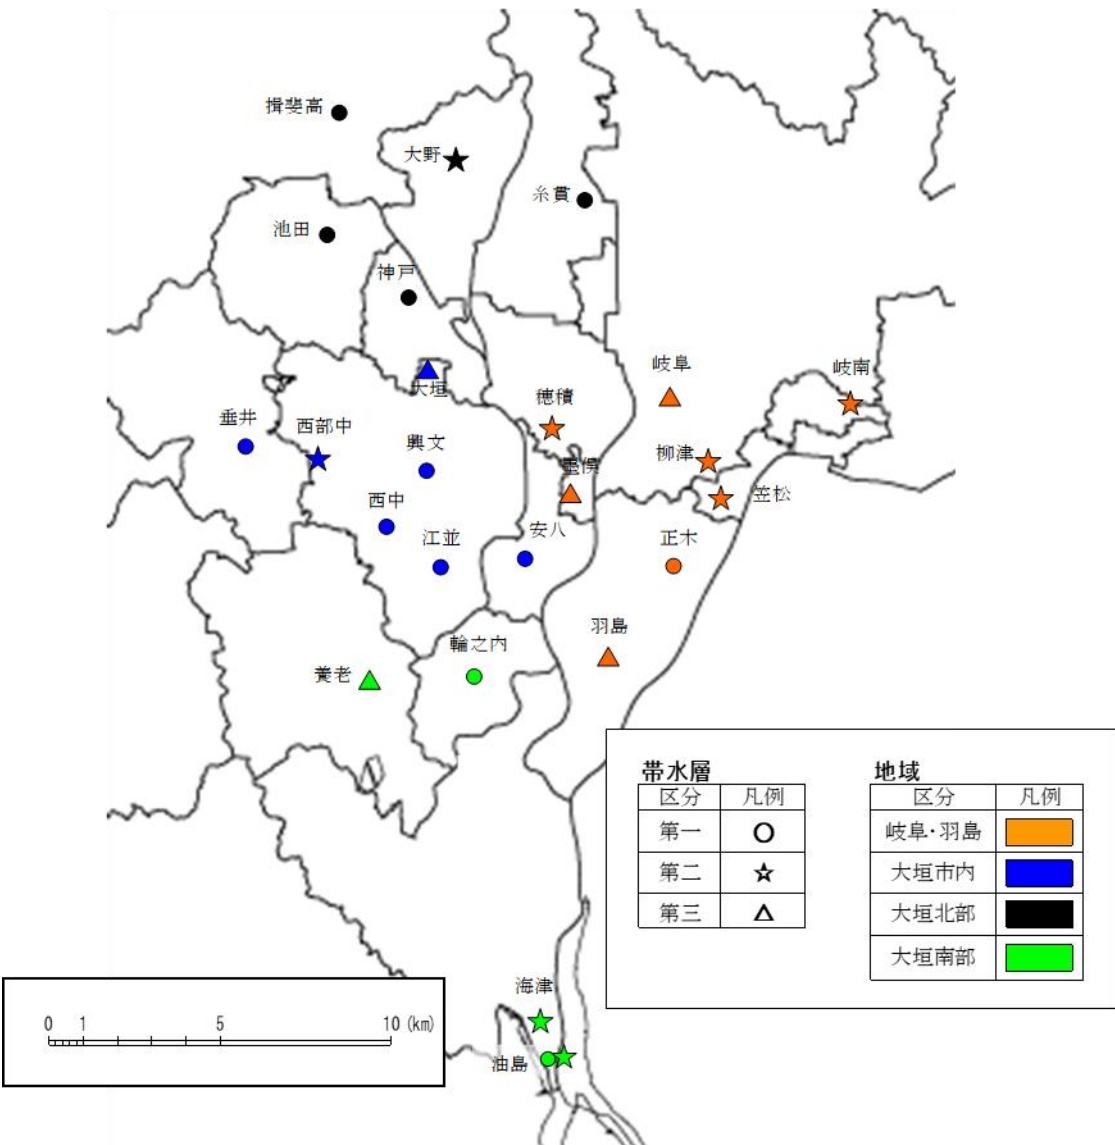 揖斐高
大野
糸貫
池田
神戸
大垣
岐阜
岐南
穂積
垂井
西部中
興文
柳津
墨俣
笠松
西中
江並
安八
正木
羽島
輪之内
養老
帯水層
区分 凡例
第一
第二
第三
地域
区分 凡例
岐阜・羽島
大垣市内
大垣北部
大垣南部
海津
油島
0 1 5 10 (km)